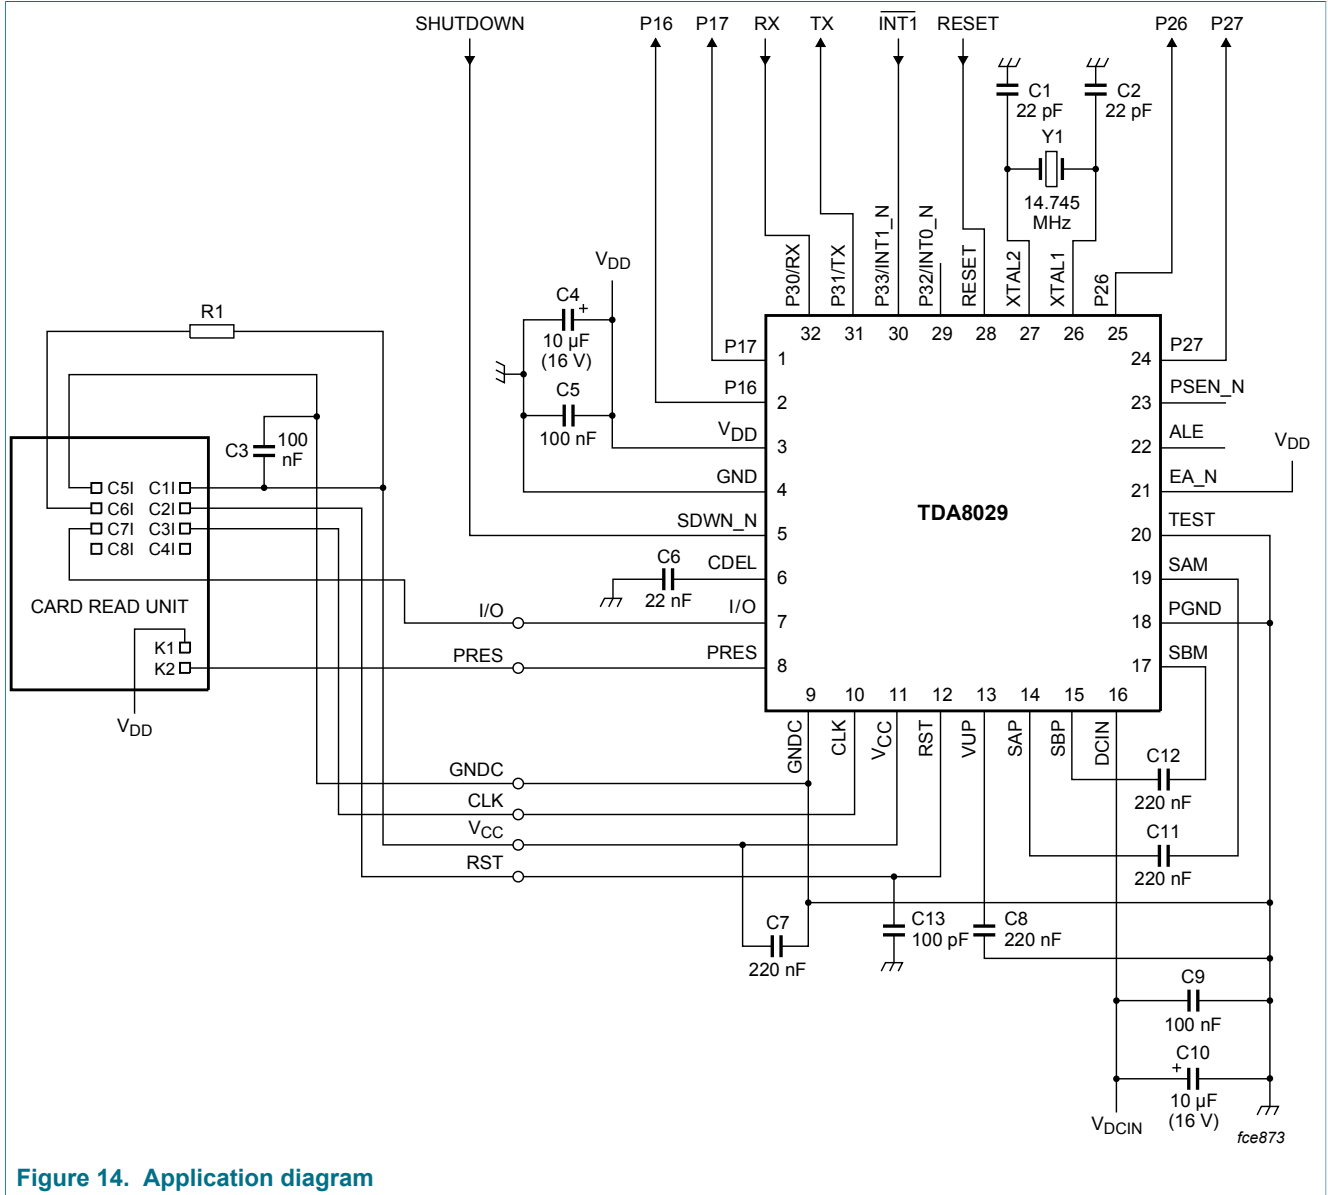 SHUTDOWN
P16
P17
RX
TX
INT1
RESET
P26
P27
C1
22 pF
C2
22 pF
Y1
14.745
MHz
P30/RX
P31/TX
P33/INT1_N
P32/INT0_N
RESET
XTAL2
XTAL1
P26
VDD
C4
+
10 µF
(16 V)
C5
100 nF
R1
C3
100
nF
32
31
30
29
28
27
26
25
P17
1
P16
2
VDD
3
GND
4
SDWN_N
5
CDEL
6
I/O
7
PRES
8
C6
22 nF
TDA8029
24
P27
23
PSEN_N
22
ALE
VDD
21
EA_N
20
TEST
19
SAM
18
PGND
17
SBM
C5I C1I
C6I C2I
C7I C3I
C8I C4I
CARD READ UNIT
K1
K2
VDD
I/O
PRES
9
10
11
12
13
14
15
16
GNDC
CLK
VCC
RST
VUP
SAP
SBP
DCIN
GNDC
CLK
VCC
RST
C12
220 nF
C11
220 nF
C7
220 nF
C13
100 pF
C8
220 nF
C9
100 nF
C10
+
10 µF
(16 V)
VDCIN
fce873
Figure 14. Application diagram